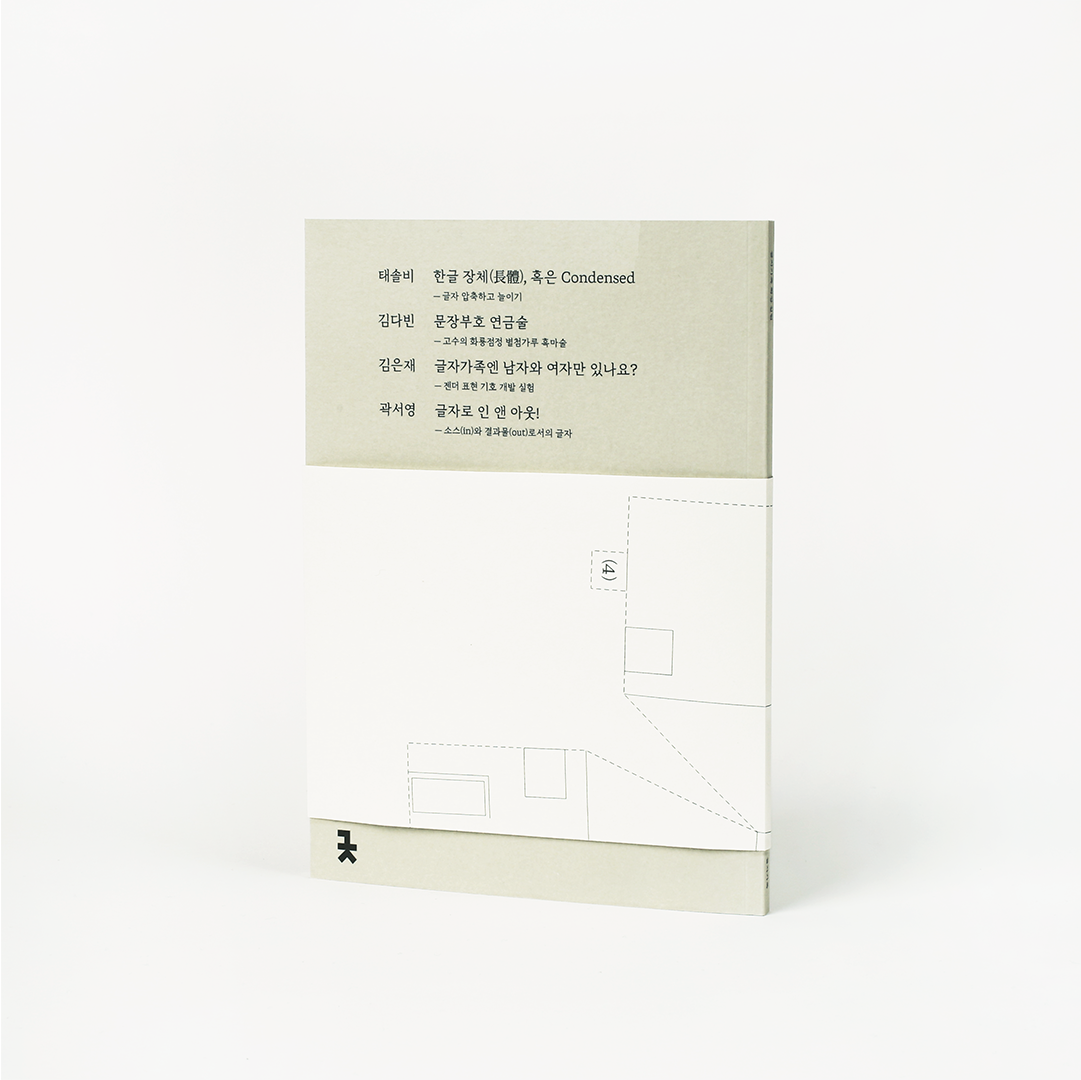 태솔비 한글 장체(長體), 혹은 Condensed
— 글자 압축하고 늘이기
김다빈 문장부호 연금술
— 고수의 화룡점정 별첨가루 흑마술
김은재 글자가족엔 남자와 여자만 있나요?
— 젠더 표현 기호 개발 실험
곽서영 글자로 인 앤 아웃!
— 소스(in)와 결과물(out)로서의 글자
(4)